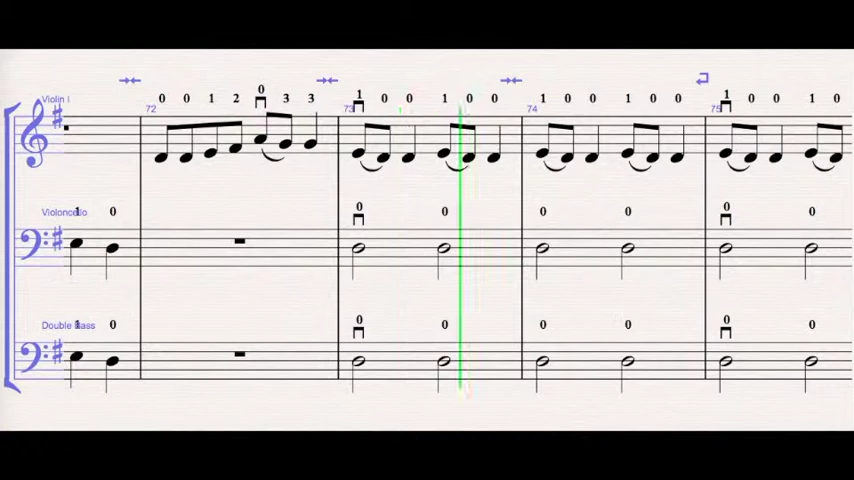 Violin I
72 0 0 1 2 0 3 3
73 1 0 0 1 0 0
74 1 0 0 1 0 0
75 1 0 0 1 0
1
Violoncello
1 0 0 0 0 0 0 0
Double Bass
1 0 0 0 0 0 0 0